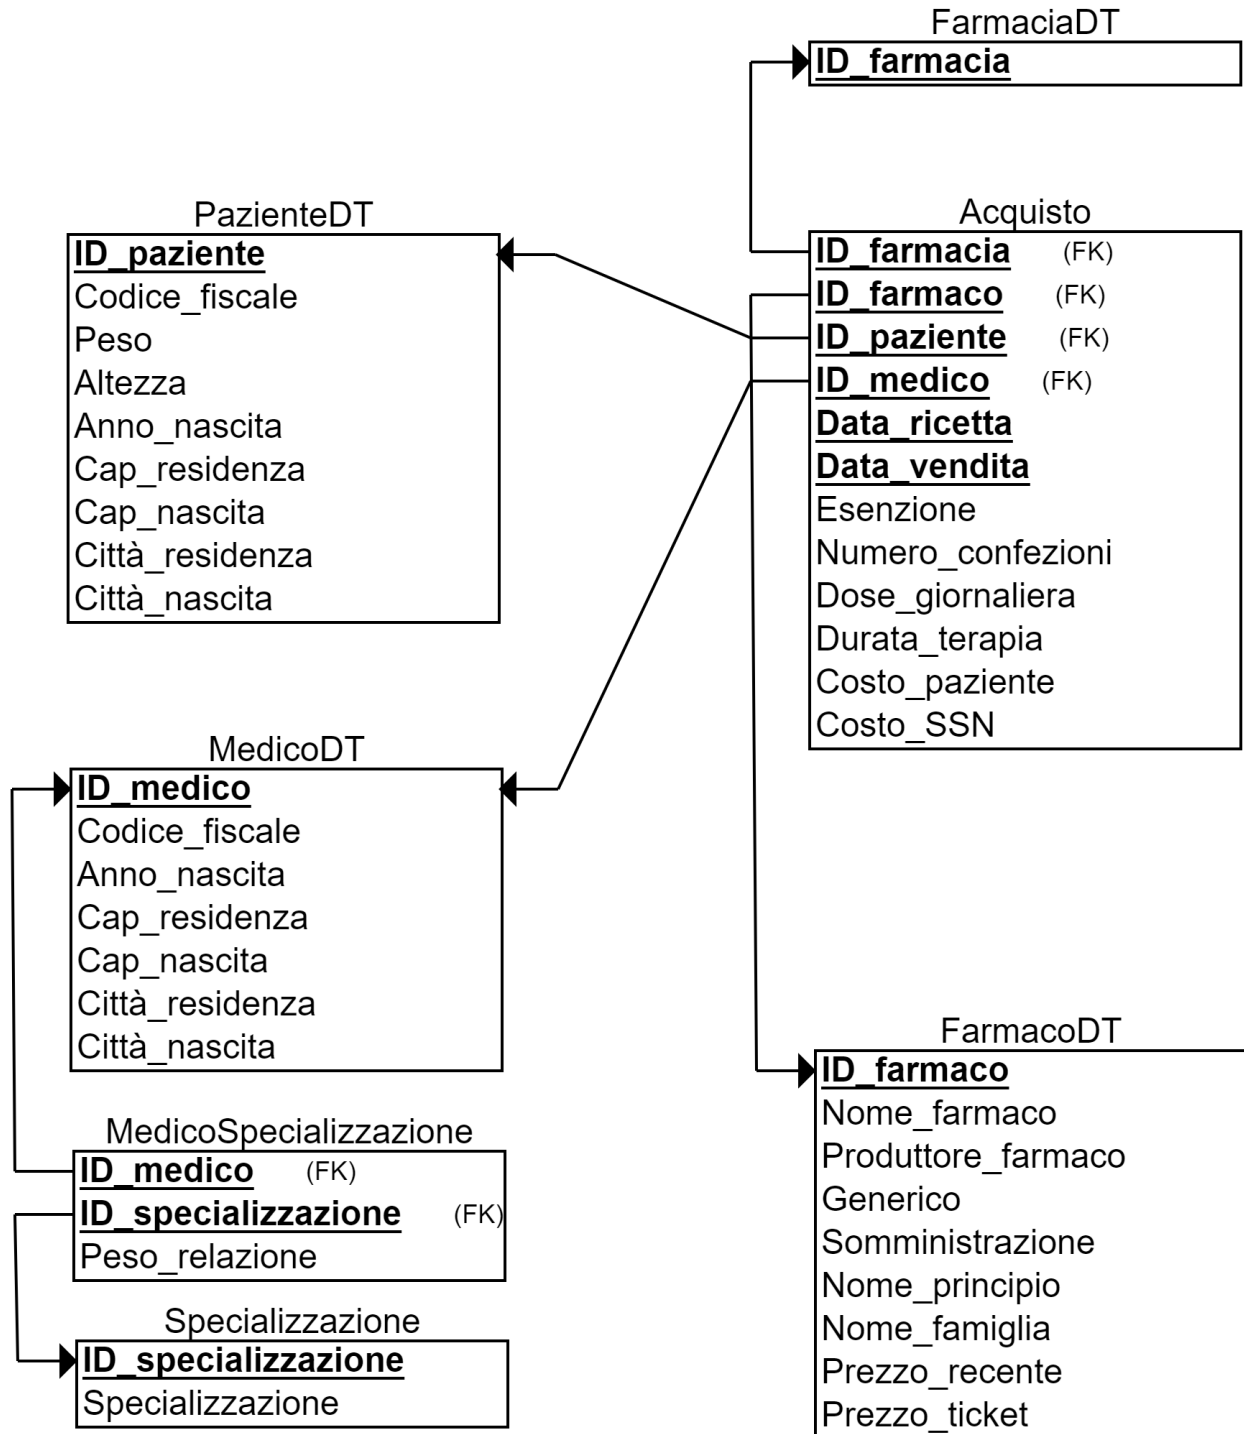 FarmaciaDT
ID_farmacia
PazienteDT
ID_paziente
Codice_fiscale
Peso
Altezza
Anno_nascita
Cap_residenza
Cap_nascita
Città_residenza
Città_nascita
Acquisto
ID_farmacia (FK)
ID_farmaco (FK)
ID_paziente (FK)
ID_medico (FK)
Data_ricetta
Data_vendita
Esenzione
Numero_confezioni
Dose_giornaliera
Durata_terapia
Costo_paziente
Costo_SSN
MedicoDT
ID_medico
Codice_fiscale
Anno_nascita
Cap_residenza
Cap_nascita
Città_residenza
Città_nascita
MedicoSpecializzazione
ID_medico (FK)
ID_specializzazione (FK)
Peso_relazione
Specializzazione
ID_specializzazione
Specializzazione
FarmacoDT
ID_farmaco
Nome_farmaco
Produttore_farmaco
Generico
Somministrazione
Nome_principio
Nome_famiglia
Prezzo_recente
Prezzo_ticket